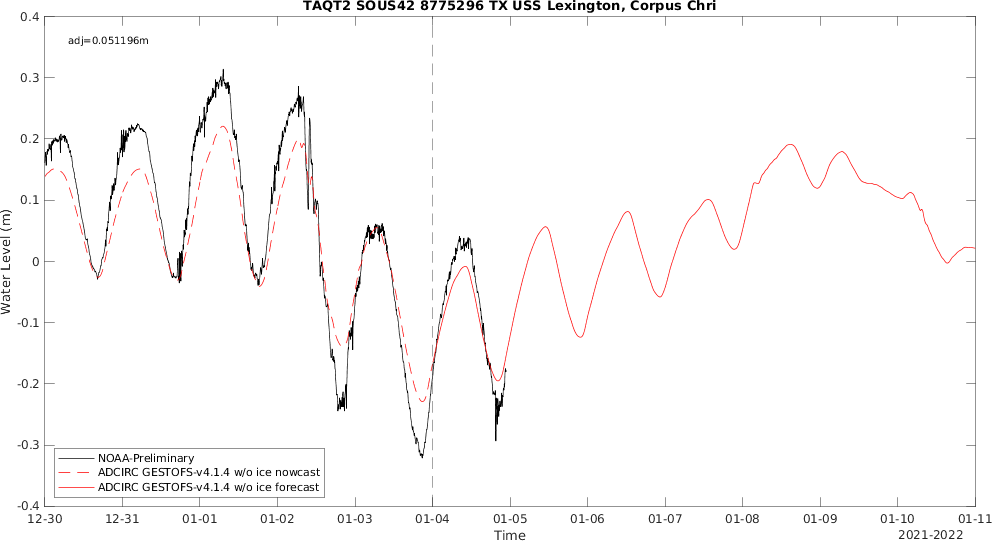 TAQT2 SOUS42 8775296 TX USS Lexington, Corpus Chri
adj=0.051196m
0.4
0.3
0.2
0.1
0
-0.1
-0.2
-0.3
-0.4
Water Level (m)
NOAA-Preliminary
ADCIRC GESTOFS-v4.1.4 w/o ice nowcast
ADCIRC GESTOFS-v4.1.4 w/o ice forecast
12-30 12-31 01-01 01-02 01-03 01-04 01-05 01-06 01-07 01-08 01-09 01-10 01-11
Time
2021-2022